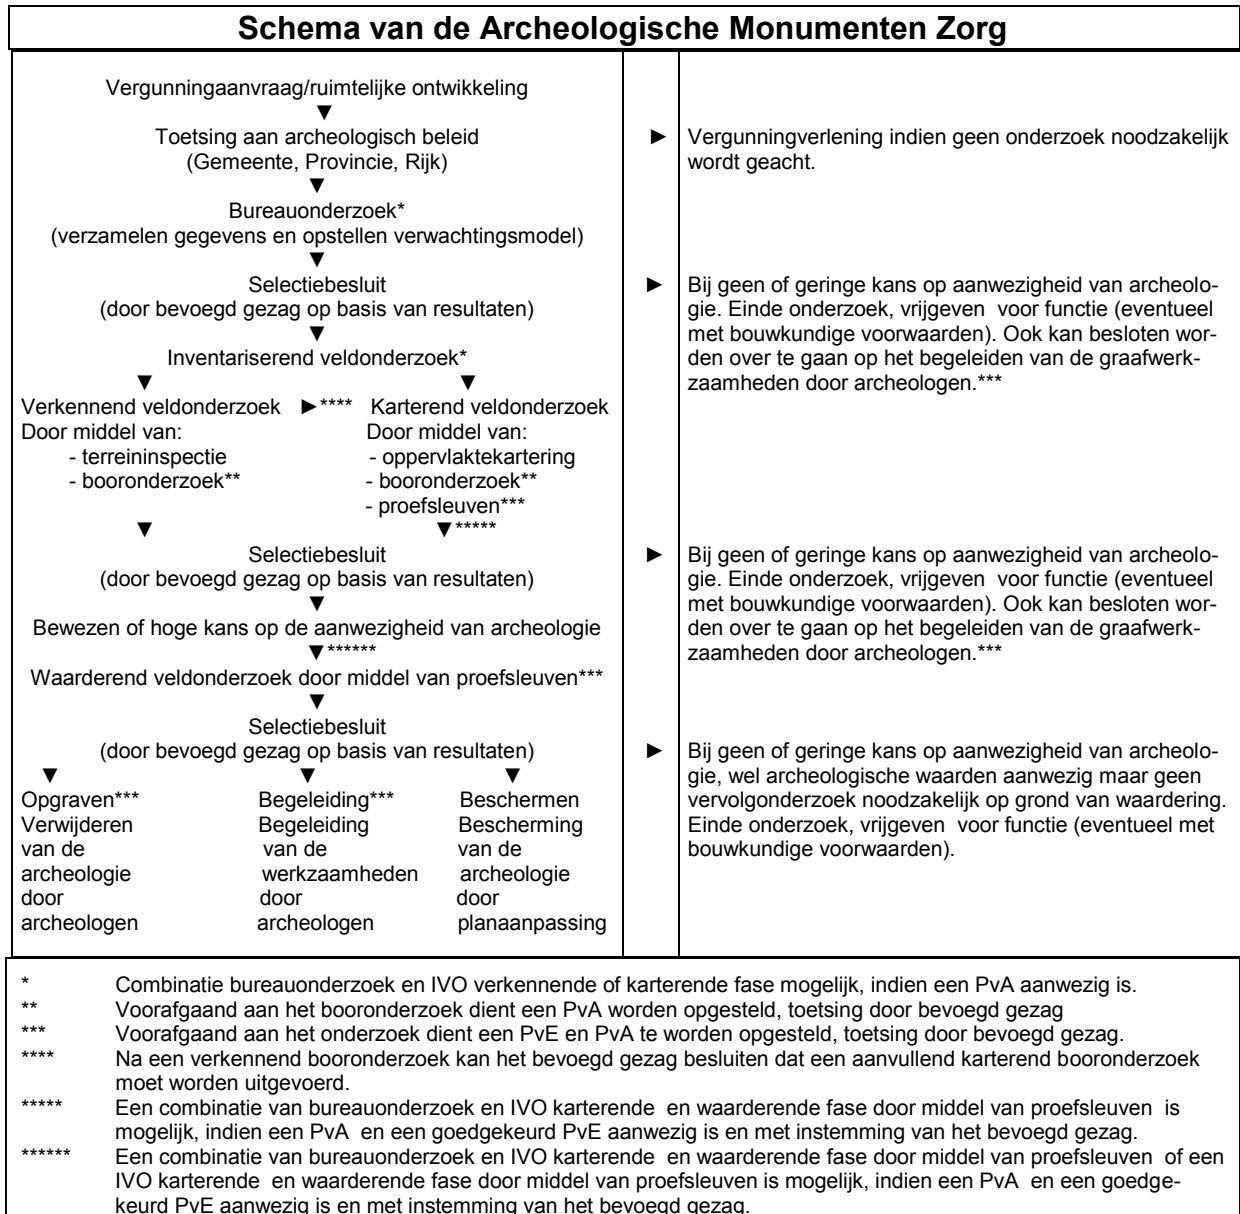 Schema van de Archeologische Monumenten Zorg
Vergunningaanvraag/ruimtelijke ontwikkeling
▼
Toetsing aan archeologisch beleid
(Gemeente, Provincie, Rijk)
▼
► Vergunningverlening indien geen onderzoek noodzakelijk
wordt geacht.
Bureauonderzoek*
(verzamelen gegevens en opstellen verwachtingsmodel)
▼
Selectiebesluit
(door bevoegd gezag op basis van resultaten)
▼
► Bij geen of geringe kans op aanwezigheid van archeolo-
gie. Einde onderzoek, vrijgeven voor functie (eventueel
met bouwkundige voorwaarden). Ook kan besloten wor-
den over te gaan op het begeleiden van de graafwerk-
zaamheden door archeologen.***
Inventariserend veldonderzoek*
▼ ▼
Verkennend veldonderzoek ►**** Karterend veldonderzoek
Door middel van: Door middel van:
- terreininspectie - oppervlaktekartering
- booronderzoek** - booronderzoek**
- proefsleuven***
▼ ▼*****
Selectiebesluit
(door bevoegd gezag op basis van resultaten)
▼
► Bij geen of geringe kans op aanwezigheid van archeolo-
gie. Einde onderzoek, vrijgeven voor functie (eventueel
met bouwkundige voorwaarden). Ook kan besloten wor-
den over te gaan op het begeleiden van de graafwerk-
zaamheden door archeologen.***
Bewezen of hoge kans op de aanwezigheid van archeologie
▼******
Waarderend veldonderzoek door middel van proefsleuven***
▼
Selectiebesluit
(door bevoegd gezag op basis van resultaten)
► Bij geen of geringe kans op aanwezigheid van archeolo-
gie, wel archeologische waarden aanwezig maar geen
vervolgonderzoek noodzakelijk op grond van waardering.
Einde onderzoek, vrijgeven voor functie (eventueel met
bouwkundige voorwaarden).
▼ ▼ ▼
Opgraven*** Begeleiding*** Beschermen
Verwijderen Begeleiding Bescherming
van de van de van de
archeologie werkzaamheden archeologie
door door door
archeologen archeologen planaanpassing
* Combinatie bureauonderzoek en IVO verkennende of karterende fase mogelijk, indien een PvA aanwezig is.
** Voorafgaand aan het booronderzoek dient een PvA worden opgesteld, toetsing door bevoegd gezag
*** Voorafgaand aan het onderzoek dient een PvE en PvA te worden opgesteld, toetsing door bevoegd gezag.
**** Na een verkennend booronderzoek kan het bevoegd gezag besluiten dat een aanvullend karterend booronderzoek
moet worden uitgevoerd.
***** Een combinatie van bureauonderzoek en IVO karterende en waarderende fase door middel van proefsleuven is
mogelijk, indien een PvA en een goedgekeurd PvE aanwezig is en met instemming van het bevoegd gezag.
****** Een combinatie van bureauonderzoek en IVO karterende en waarderende fase door middel van proefsleuven of een
IVO karterende en waarderende fase door middel van proefsleuven is mogelijk, indien een PvA en een goedge-
keurd PvE aanwezig is en met instemming van het bevoegd gezag.